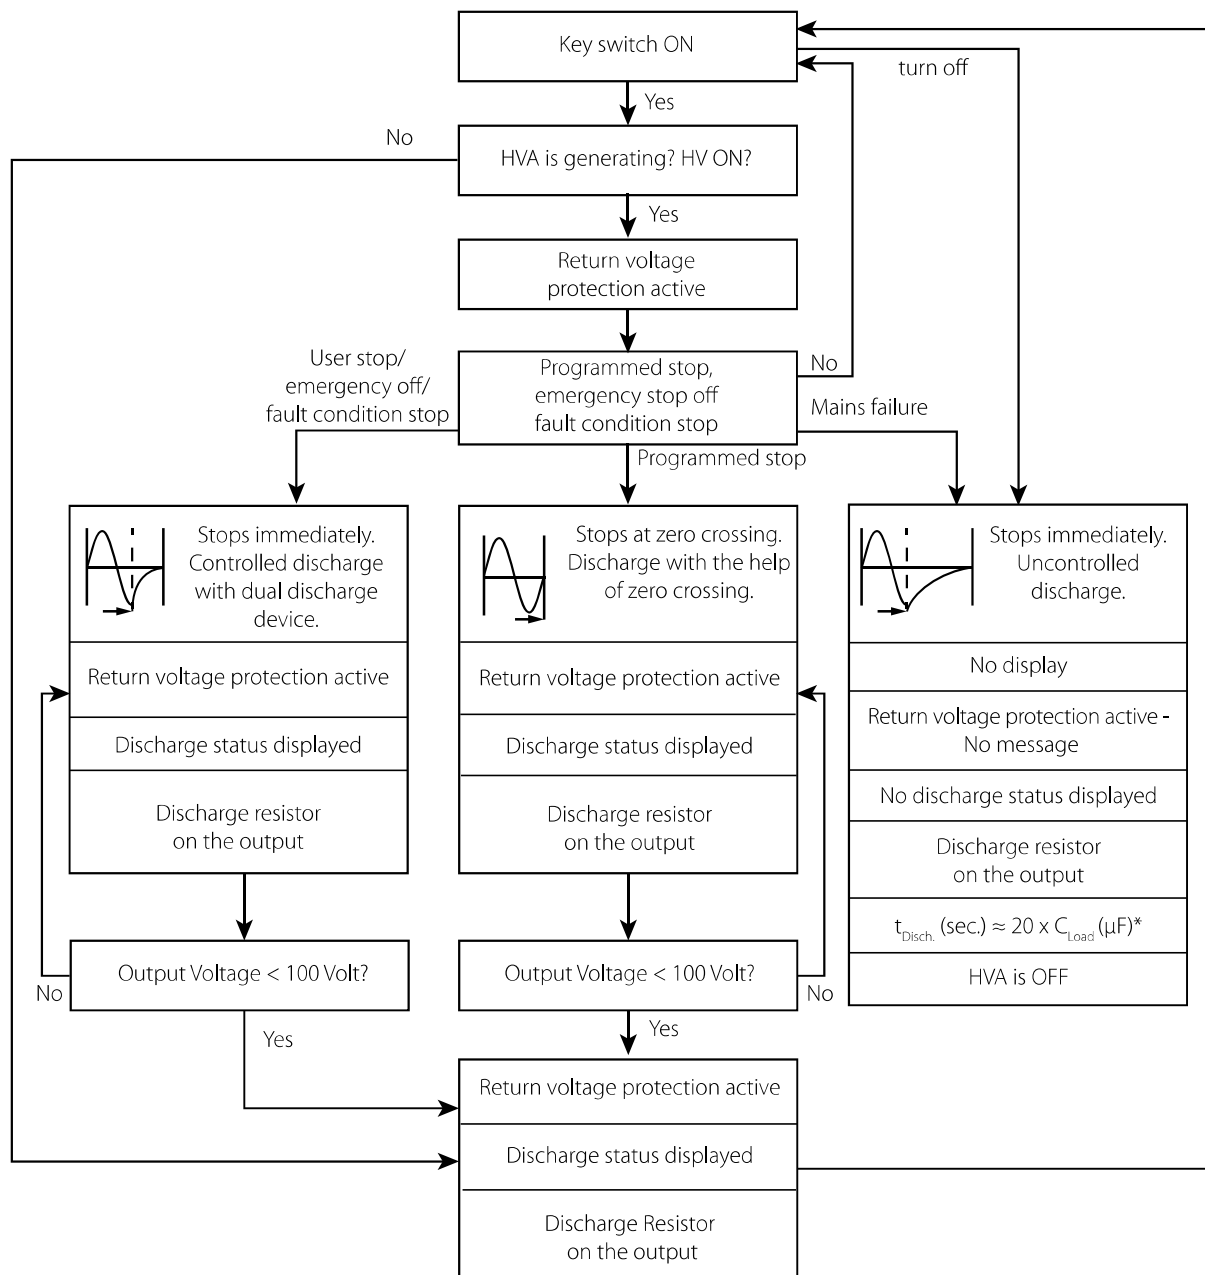 Key switch ON
turn off
Yes
No
HVA is generating? HV ON?
Yes
Return voltage
protection active
User stop/
emergency off/
fault condition stop
Programmed stop,
emergency stop off
fault condition stop
No
Mains failure
Programmed stop
Stops immediately.
Controlled discharge
with dual discharge
device.
Return voltage protection active
Discharge status displayed
Discharge resistor
on the output
Stops at zero crossing.
Discharge with the help
of zero crossing.
Return voltage protection active
Discharge status displayed
Discharge resistor
on the output
Stops immediately.
Uncontrolled
discharge.
No display
Return voltage protection active -
No message
No discharge status displayed
Discharge resistor
on the output
t Disch. (sec.) ≈ 20 x C Load (µF)*
HVA is OFF
Output Voltage < 100 Volt?
No
Yes
Output Voltage < 100 Volt?
No
Yes
Return voltage protection active
Discharge status displayed
Discharge Resistor
on the output